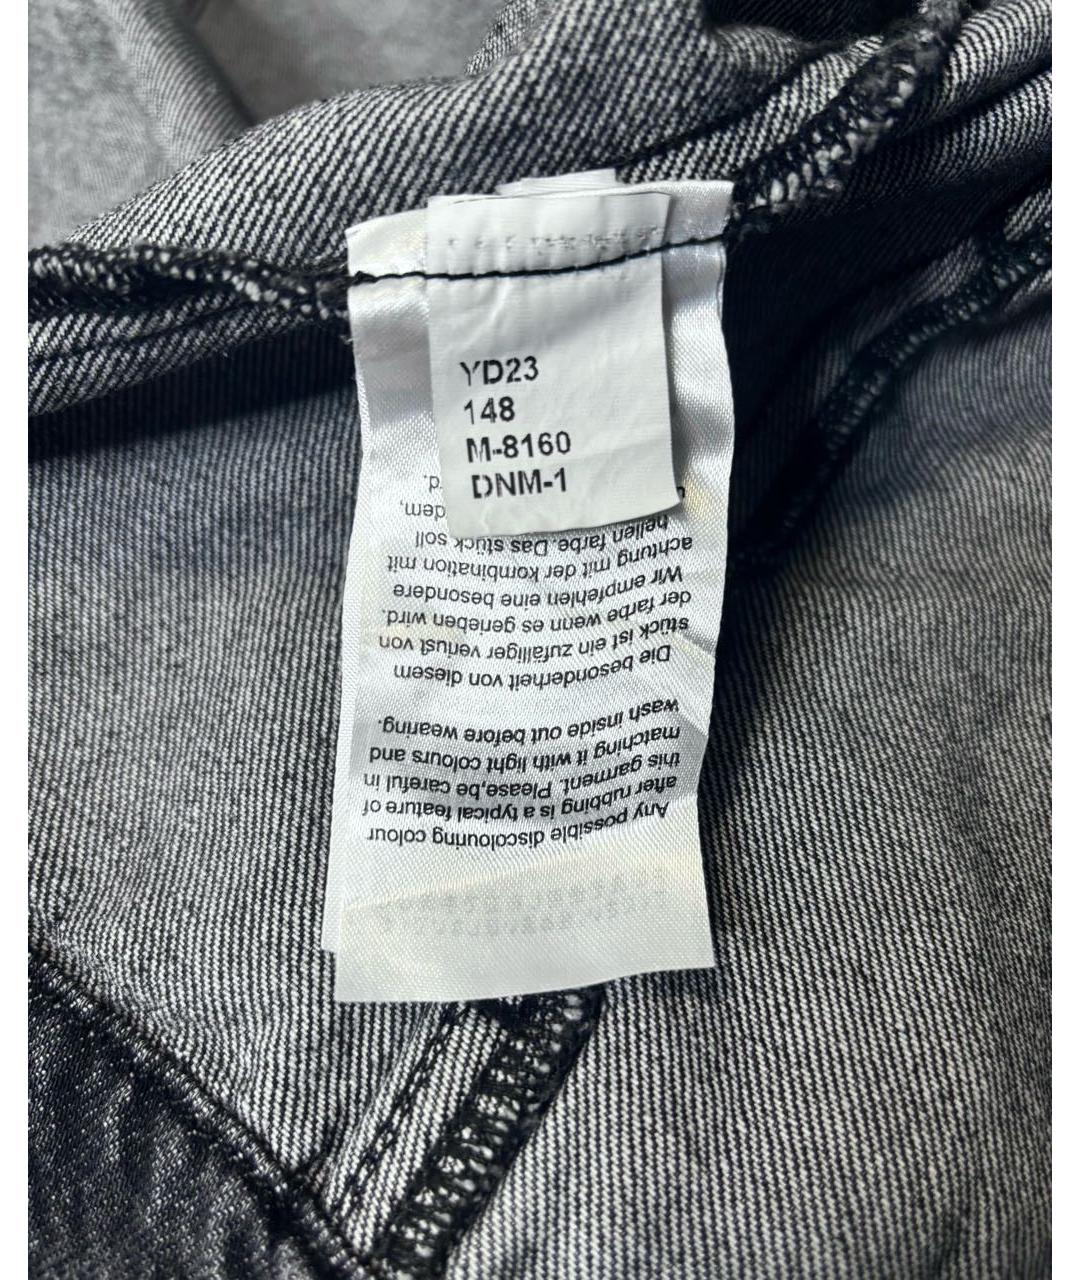 YD23
148
M-8160
DNM-1
Any possible discolouring colour
after rubbing is a typical feature of
this garment. Please,be careful in
matching it with light colours and
wash inside out before wearing.
Die besonderheit von diesem
stück ist ein zufälliger verlust von
der farbe wenn es gerieben wird.
Wir empfehlen eine besondere
achtung mit der kombination mit
hellen farbe. Das stück soll
dem,